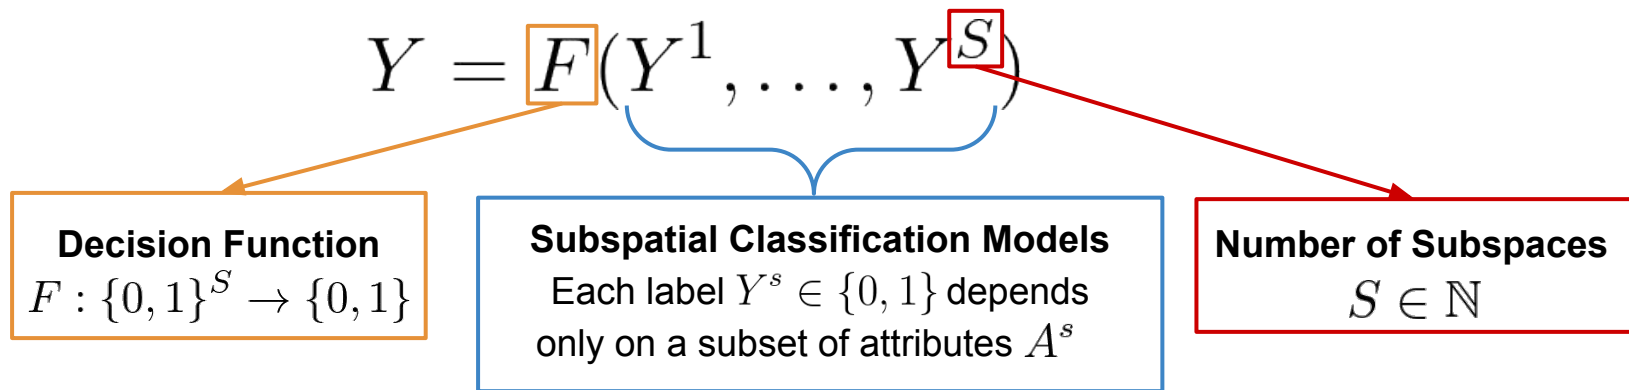 Y = F(Y^1, . . . , Y^S)
Decision Function
F : {0, 1}^S → {0, 1}
Subspatial Classification Models
Each label Y^s ∈ {0, 1} depends
only on a subset of attributes A^s
Number of Subspaces
S ∈ ℕ